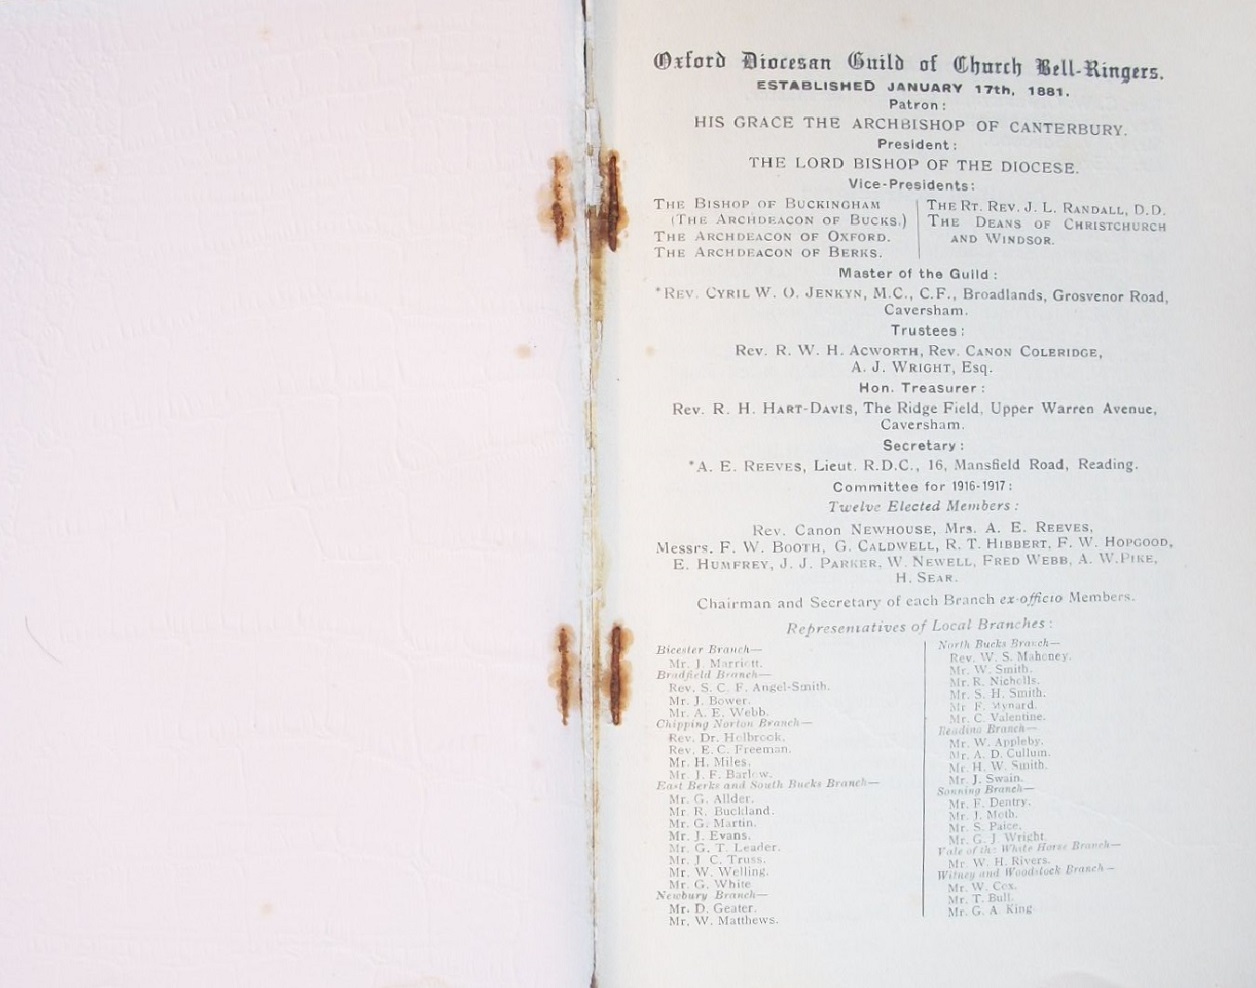 Oxford Diocesan Guild of Church Bell-Ringers.
ESTABLISHED JANUARY 17th, 1881.
Patron:
HIS GRACE THE ARCHBISHOP OF CANTERBURY.
President:
THE LORD BISHOP OF THE DIOCESE.
Vice-Presidents:
THE BISHOP OF BUCKINGHAM
(THE ARCHDEACON OF BUCKS.)
THE ARCHDEACON OF OXFORD.
THE ARCHDEACON OF BERKS.
THE RT. REV. J. L. RANDALL, D.D.
THE DEANS OF CHRISTCHURCH
AND WINDSOR.
Master of the Guild:
*REV. CYRIL W. O. JENKYN, M.C., C.F., Broadlands, Grosvenor Road,
Caversham.
Trustees:
Rev. R. W. H. ACWORTH, Rev. CANON COLERIDGE,
A. J. WRIGHT, Esq.
Hon. Treasurer:
Rev. R. H. HART-DAVIS, The Ridge Field, Upper Warren Avenue,
Caversham.
Secretary:
*A. E. REEVES, Lieut. R.D.C., 16, Mansfield Road, Reading.
Committee for 1916-1917:
Twelve Elected Members:
Rev. Canon NEWHOUSE, Mrs. A. E. REEVES,
Messrs. F. W. BOOTH, G. CALDWELL, R. T. HIBBERT, F. W. HOPGOOD,
E. HUMFREY, J. J. PARKER, W. NEWELL, FRED WEBB, A. W. PIKE,
H. SEAR.
Chairman and Secretary of each Branch ex-officio Members.
Representatives of Local Branches:
Bicester Branch—
Mr. J. Marriott.
Bradfield Branch—
Rev. S. C. F. Angel-Smith.
Mr. J. Bower.
Mr. A. E. Webb.
Chipping Norton Branch—
Rev. Dr. Holbrook.
Rev. E. C. Freeman.
Mr. H. Miles.
Mr. J. F. Barlow.
East Berks and South Bucks Branch—
Mr. G. Allder.
Mr. R. Buckland.
Mr. G. Martin.
Mr. J. Evans.
Mr. G. T. Leader.
Mr. J. C. Truss.
Mr. W. Welling.
Mr. G. White
Newbury Branch—
Mr. D. Geater.
Mr. W. Matthews.
North Bucks Branch—
Rev. W. S. Mahoney.
Mr. W. Smith.
Mr. R. Nicholls.
Mr. S. H. Smith.
Mr. F. Mynard.
Mr. C. Valentine.
Reading Branch—
Mr. W. Appleby.
Mr. A. D. Cullum.
Mr. H. W. Smith.
Mr. J. Swain.
Sonning Branch—
Mr. F. Dentry.
Mr. J. Moth.
Mr. S. Paice.
Mr. G. J. Wright.
Vale of the White Horse Branch—
Mr. W. H. Rivers.
Witney and Woodstock Branch—
Mr. W. Cox.
Mr. T. Bull.
Mr. G. A. King